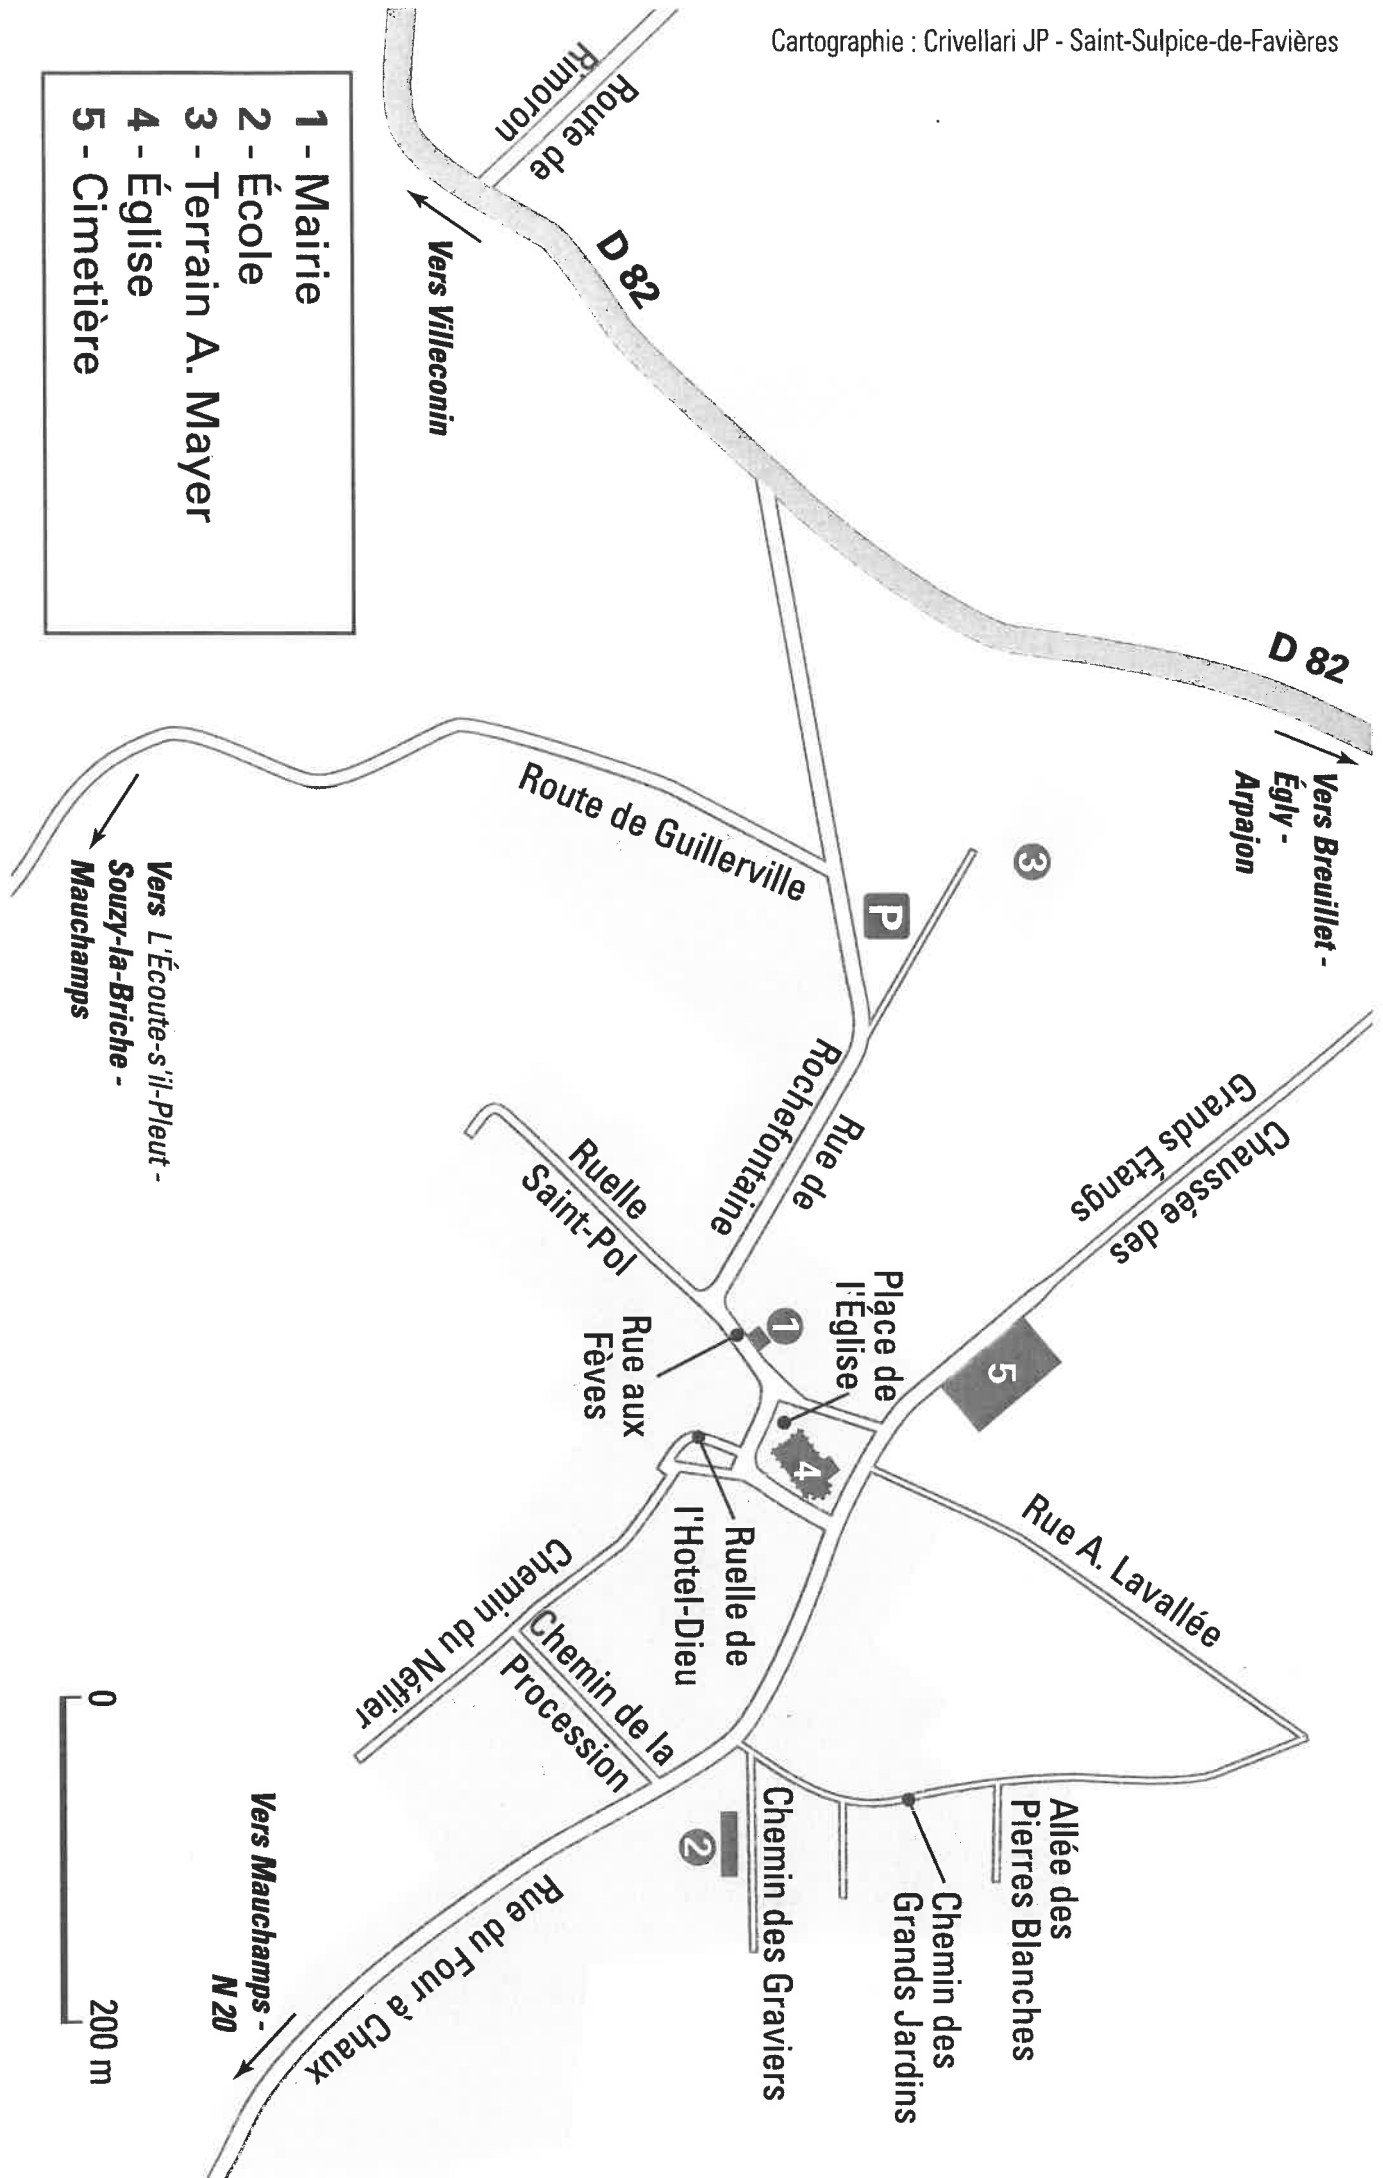 Cartographie : Crivellari JP - Saint-Sulpice-de-Favières
Route de
Rimoron
D 82
Vers Villeconin
D 82
Vers Breuillet -
Égly -
Arpajon
1 - Mairie
2 - École
3 - Terrain A. Mayer
4 - Église
5 - Cimetière
3
P
Route de Guillerville
Vers L'Écoute-s'il-Pleut -
Souzy-la-Briche -
Mauchamps
Rue de
Rochefontaine
Chaussée des
Grands Étangs
Ruelle
Saint-Pol
Place de
l'Église
1
5
4
Rue aux
Fèves
Rue A. Lavallée
Ruelle de
l'Hotel-Dieu
Chemin du Néflier
Chemin de la
Procession
Allée des
Pierres Blanches
Chemin des
Grands Jardins
Chemin des Graviers
2
Rue du Four à Chaux
Vers Mauchamps -
N 20
0
200 m